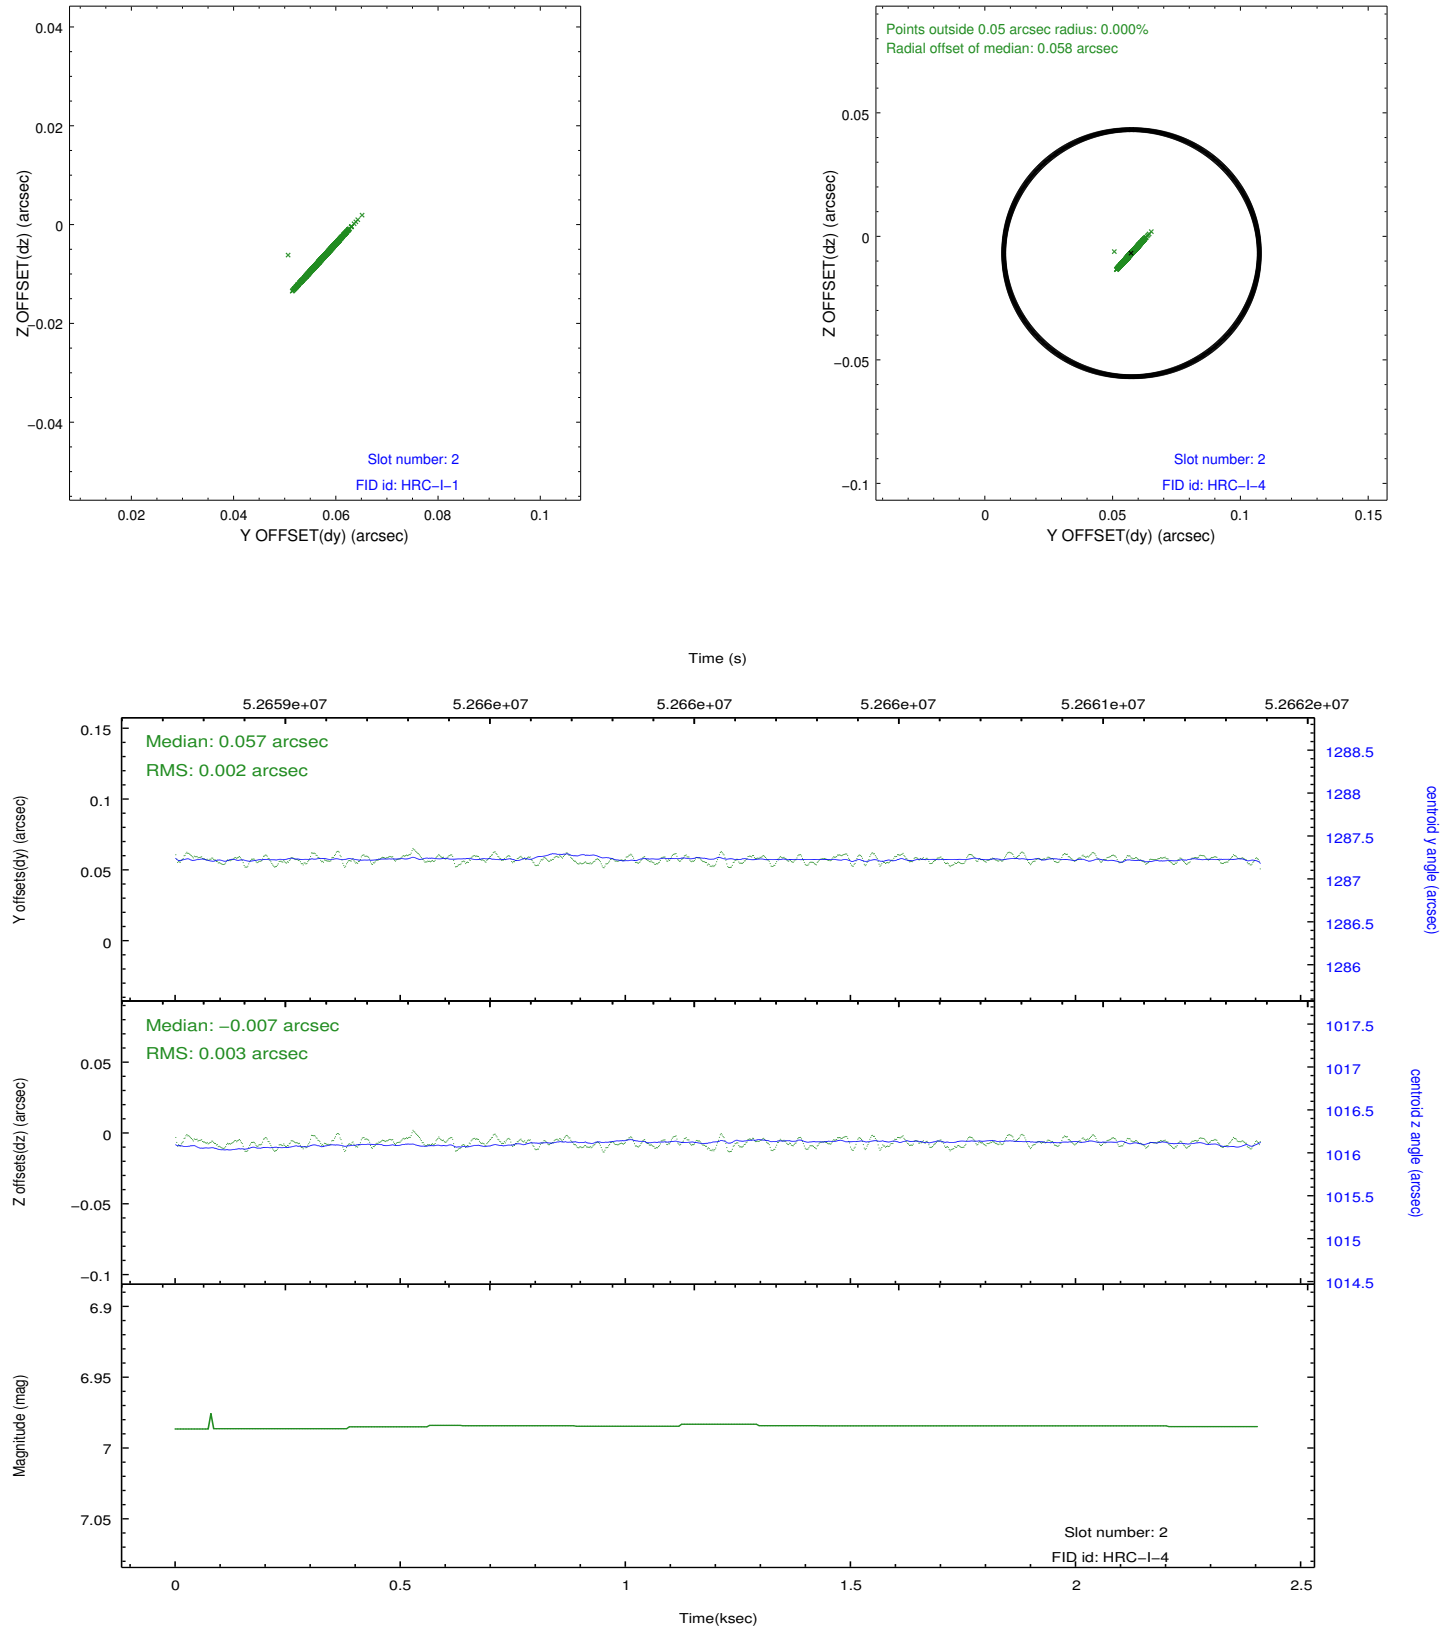 0.04
0.02
0
−0.02
−0.04
Z OFFSET(dz) (arcsec)
Slot number: 2
FID id: HRC−I−1
0.02
0.04
0.06
0.08
0.1
Y OFFSET(dy) (arcsec)
Points outside 0.05 arcsec radius: 0.000%
Radial offset of median: 0.058 arcsec
0.05
0
−0.05
−0.1
Z OFFSET(dz) (arcsec)
Slot number: 2
FID id: HRC−I−4
0
0.05
0.1
0.15
Y OFFSET(dy) (arcsec)
Time (s)
5.2659e+07
5.266e+07
5.266e+07
5.266e+07
5.2661e+07
5.2662e+07
Median: 0.057 arcsec
RMS: 0.002 arcsec
0.15
0.1
0.05
0
Y offsets(dy) (arcsec)
1288.5
1288
1287.5
1287
1286.5
1286
centroid y angle (arcsec)
Median: −0.007 arcsec
RMS: 0.003 arcsec
0.05
0
−0.05
−0.1
Z offsets(dz) (arcsec)
1017.5
1017
1016.5
1016
1015.5
1015
1014.5
centroid z angle (arcsec)
6.9
6.95
7
7.05
Magnitude (mag)
Slot number: 2
FID id: HRC−I−4
0
0.5
1
1.5
2
2.5
Time(ksec)